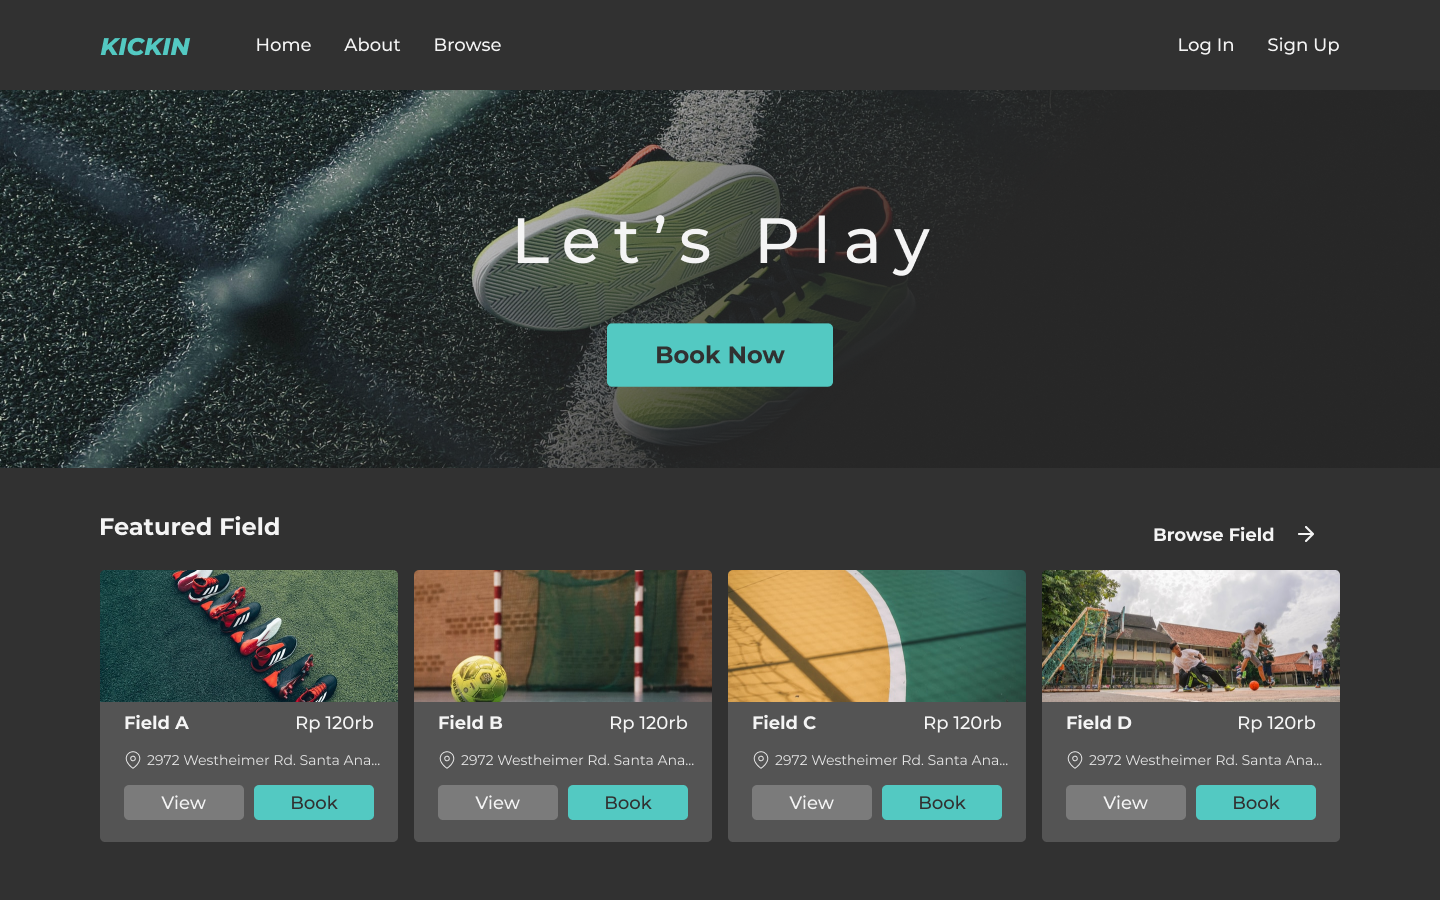 KICKIN Home About Browse Log In Sign Up
Let’s Play
Book Now
Featured Field
Browse Field
Field A Rp 120rb
2972 Westheimer Rd. Santa Ana...
View Book
Field B Rp 120rb
2972 Westheimer Rd. Santa Ana...
View Book
Field C Rp 120rb
2972 Westheimer Rd. Santa Ana...
View Book
Field D Rp 120rb
2972 Westheimer Rd. Santa Ana...
View Book